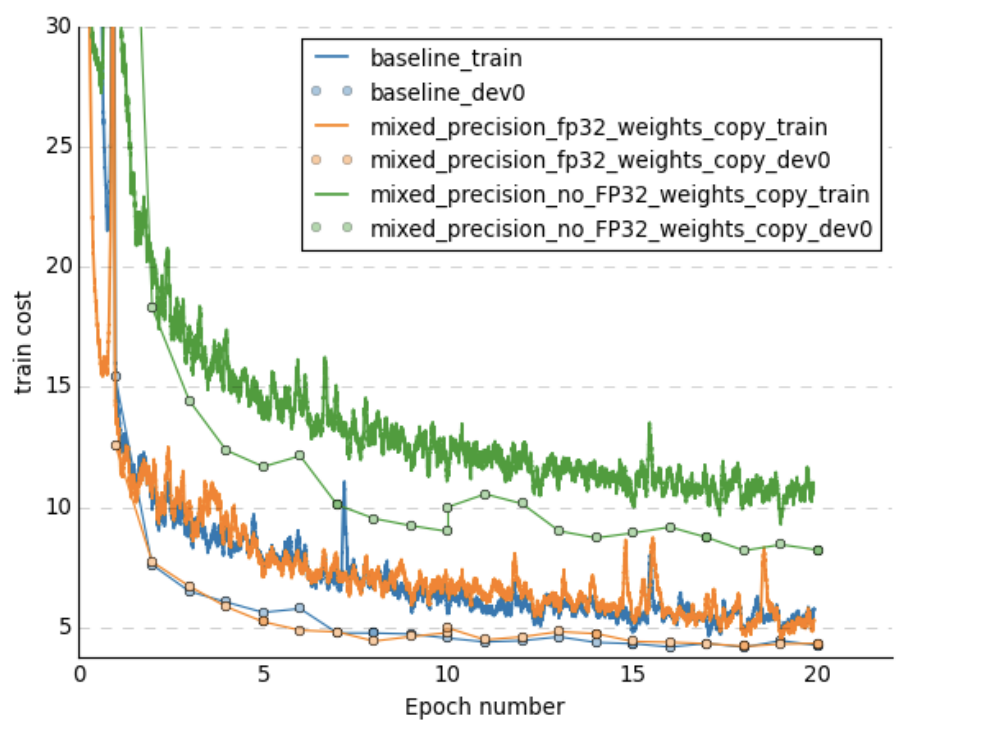 30
25
20
15
10
5
train cost
baseline_train
baseline_dev0
mixed_precision_fp32_weights_copy_train
mixed_precision_fp32_weights_copy_dev0
mixed_precision_no_FP32_weights_copy_train
mixed_precision_no_FP32_weights_copy_dev0
0 5 10 15 20
Epoch number